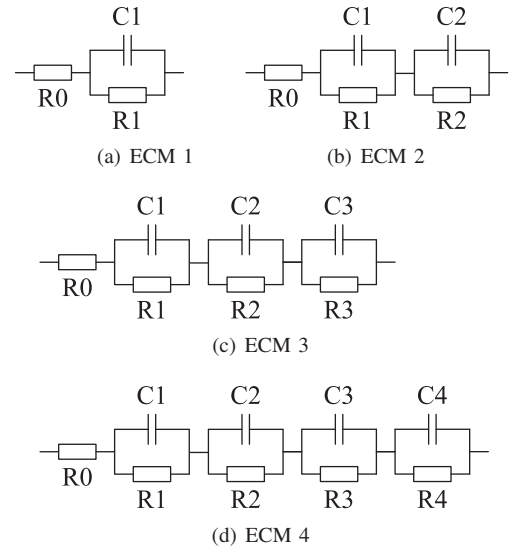 C1 C1 C2
R0 R0
R1 R1 R2
(a) ECM 1 (b) ECM 2
C1 C2 C3
R0
R1 R2 R3
(c) ECM 3
C1 C2 C3 C4
R0
R1 R2 R3 R4
(d) ECM 4